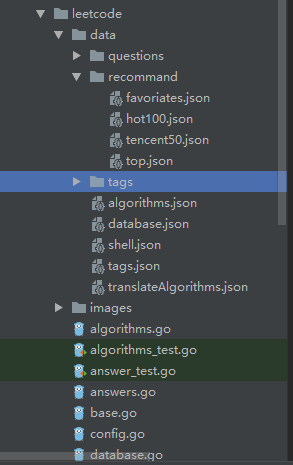 leetcode
data
questions
recommand
favoriates.json
hot100.json
tencent50.json
top.json
tags
algorithms.json
database.json
shell.json
tags.json
translateAlgorithms.json
images
algorithms.go
algorithms_test.go
answer_test.go
answers.go
base.go
config.go
database.go